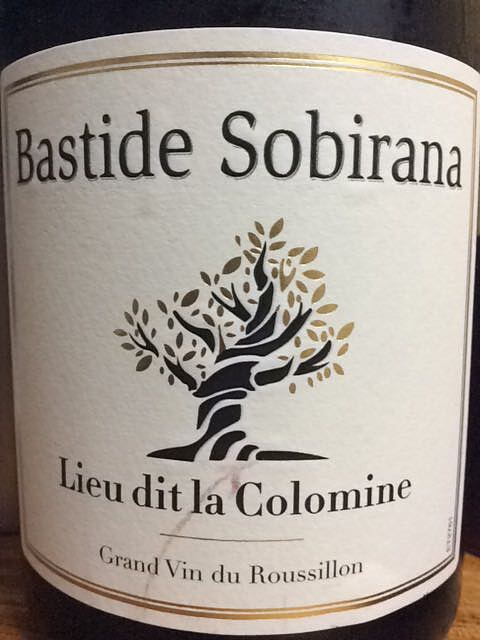 Bastide Sobirana
Lieu dit la Colomine
Grand Vin du Roussillon